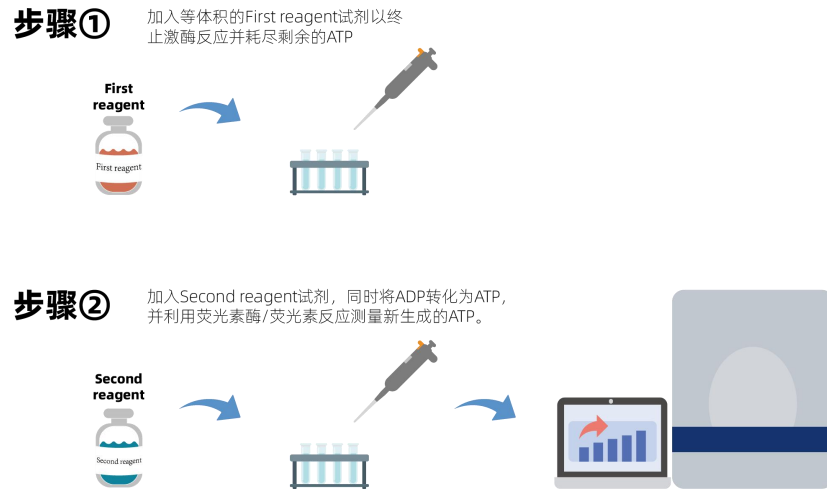 步骤①
加入等体积的First reagent试剂以终
止激酶反应并耗尽剩余的ATP
First
reagent
First reagent
步骤②
加入Second reagent试剂，同时将ADP转化为ATP，
并利用荧光素酶/荧光素反应测量新生成的ATP。
Second
reagent
Second reagent